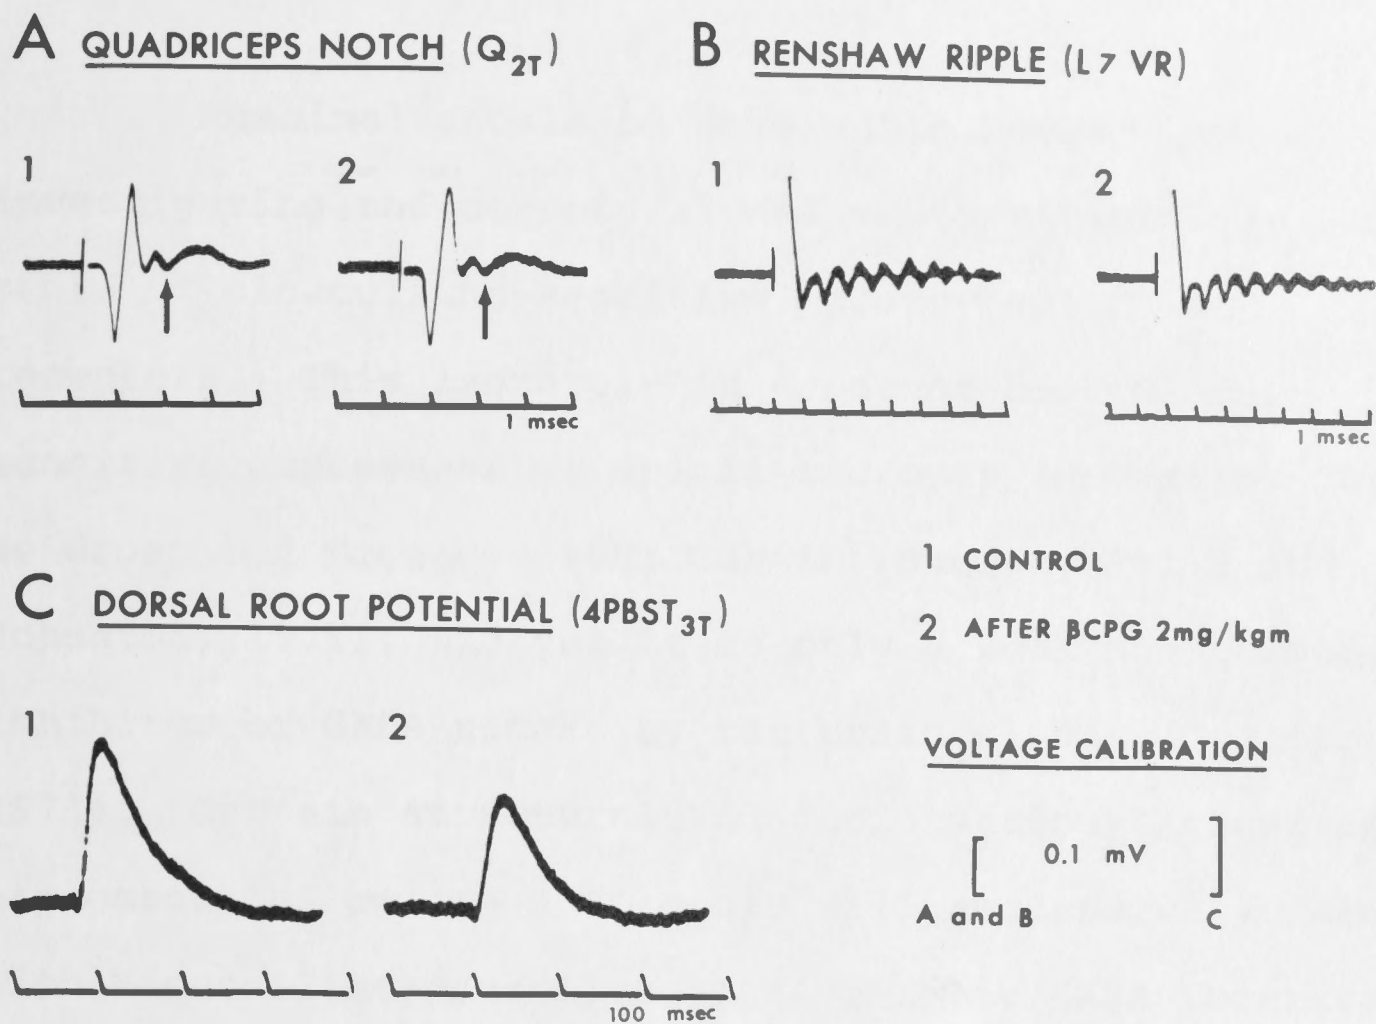 A QUADRICEPS NOTCH (Q2T)
1
2
1 msec
B RENSHAW RIPPLE (L7 VR)
1
2
1 msec
C DORSAL ROOT POTENTIAL (4PBST3T)
1
2
100 msec
1 CONTROL
2 AFTER βCPG 2mg/kgm
VOLTAGE CALIBRATION
0.1 mV
A and B
C